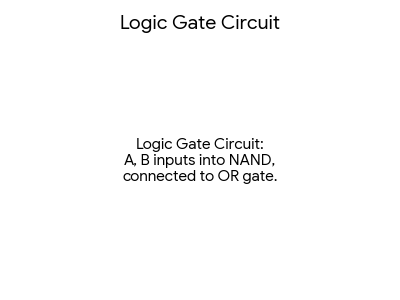 Logic Gate Circuit
Logic Gate Circuit:
A, B inputs into NAND,
connected to OR gate.